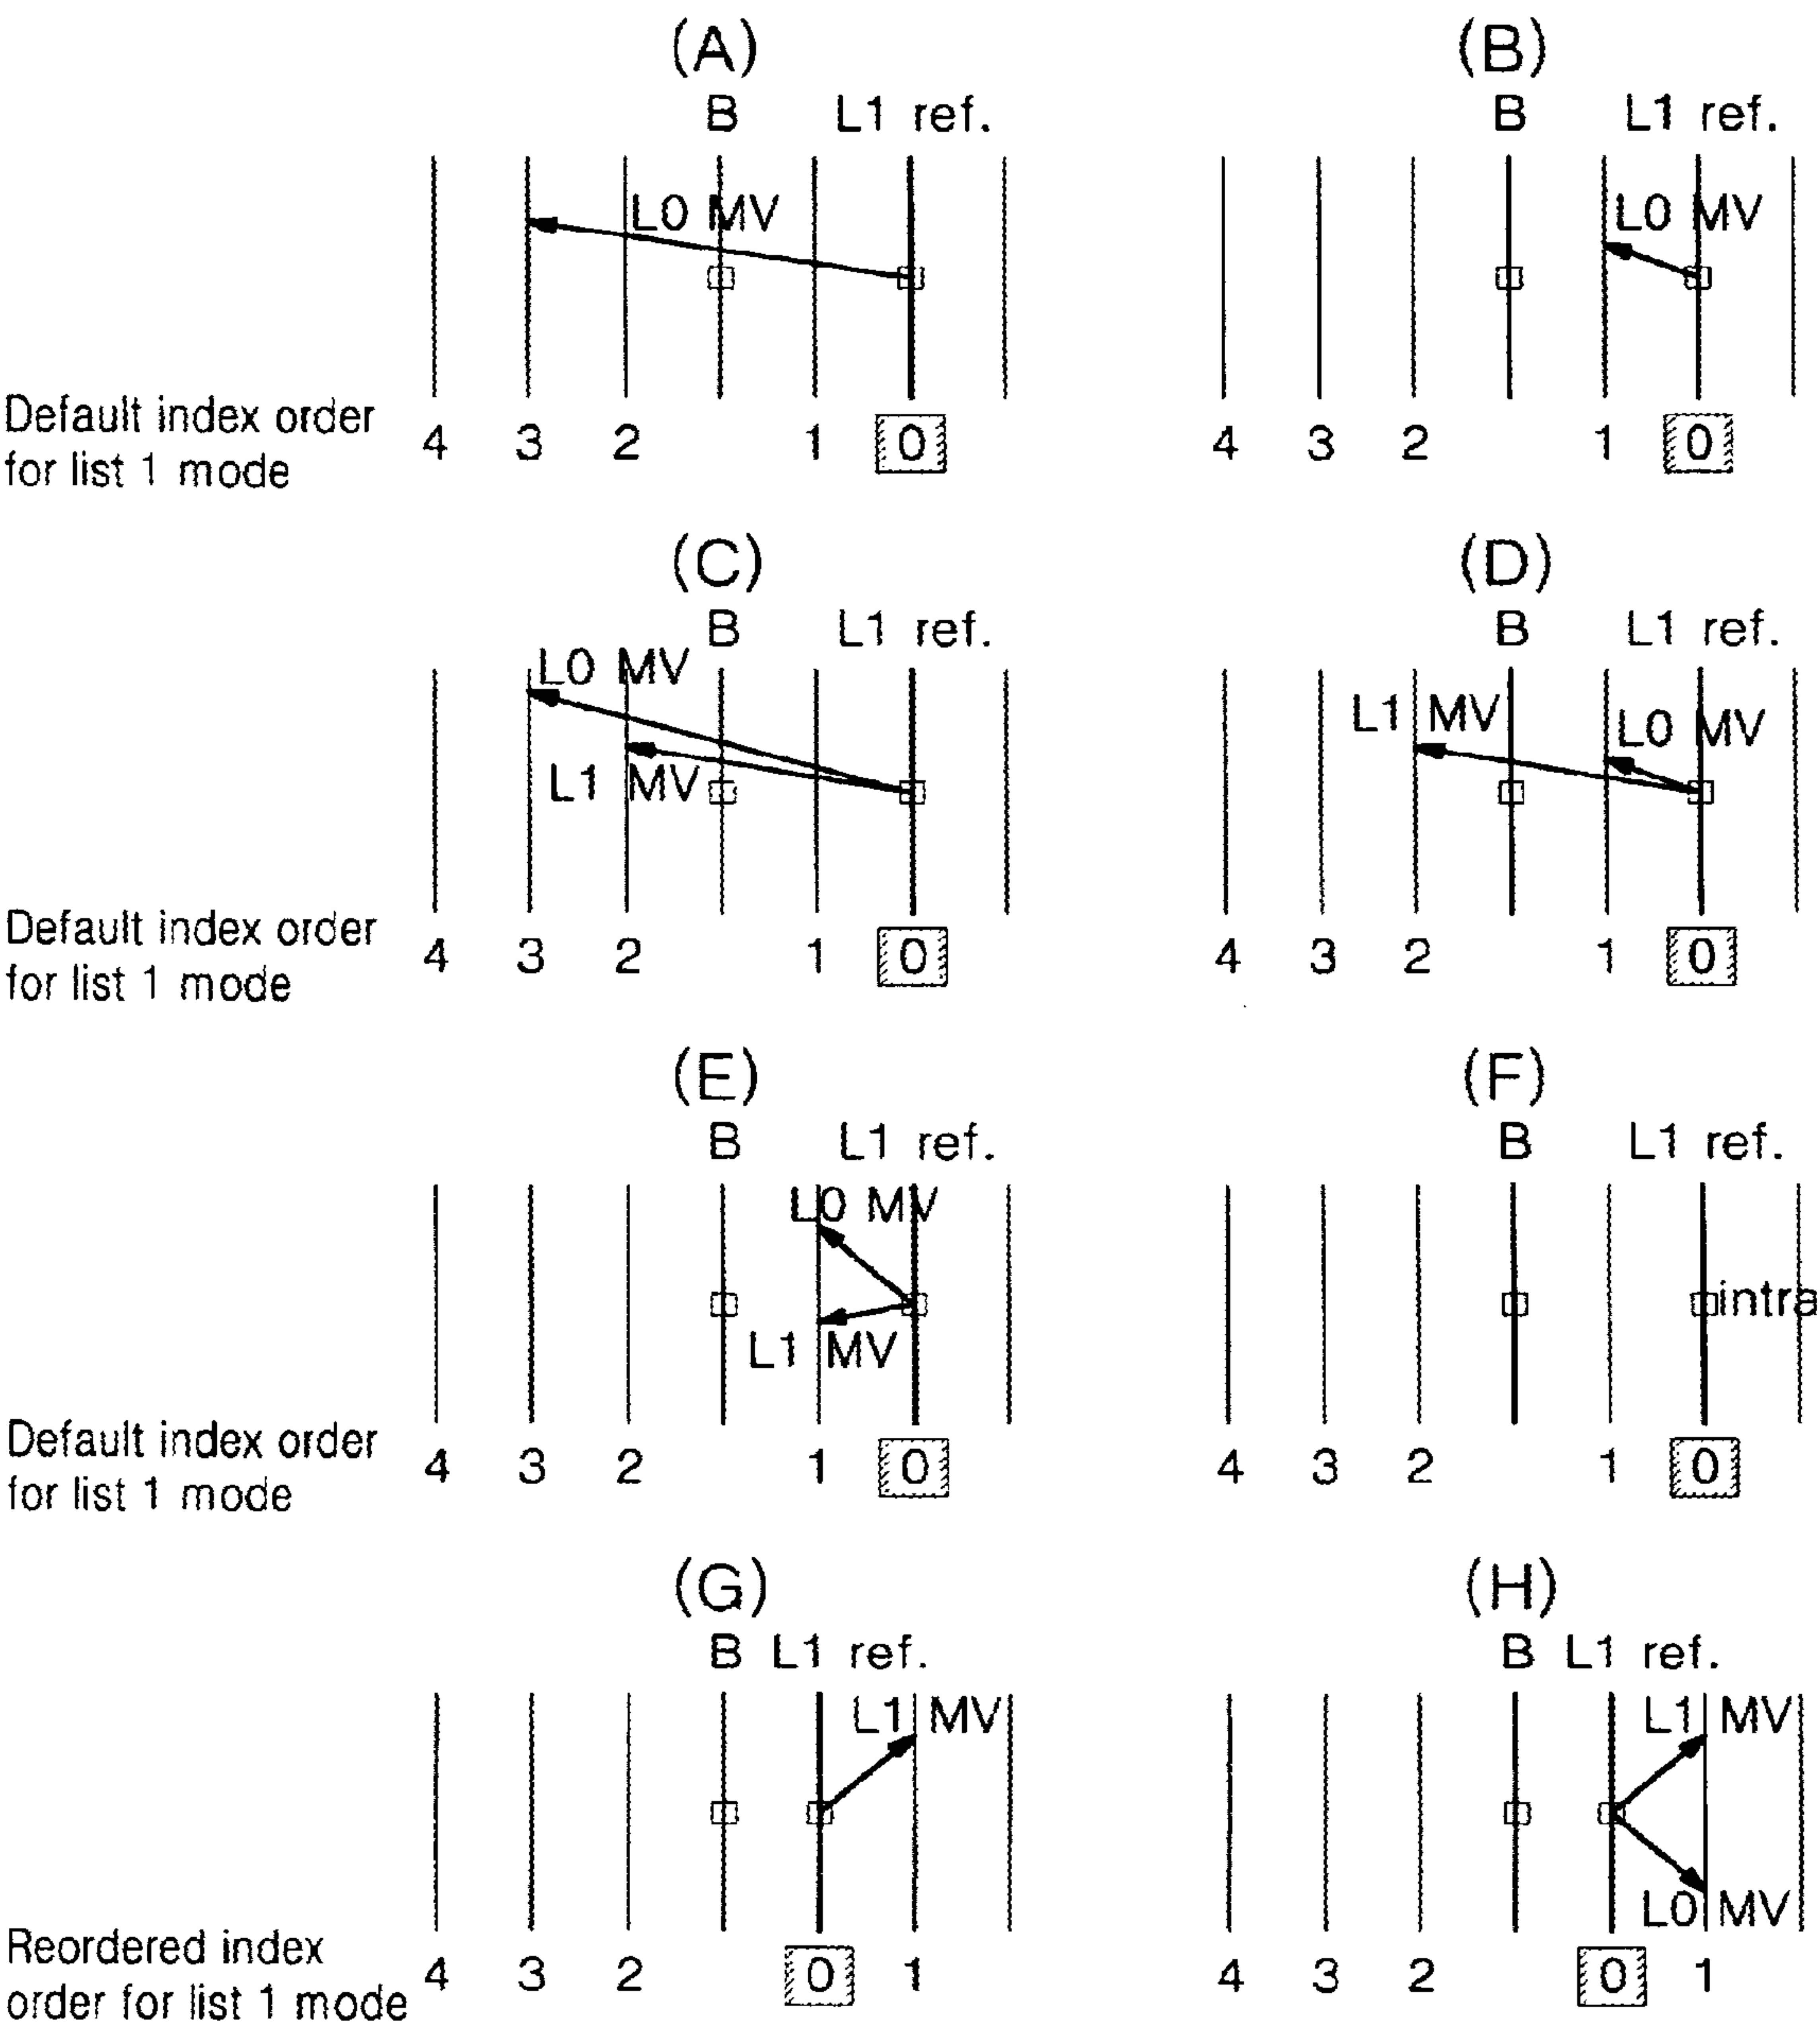 (A) (B)
B L1 ref. B L1 ref.
L0 MV L0 MV
Default index order
for list 1 mode
4 3 2 1 0 4 3 2 1 0
(C) (D)
B L1 ref. B L1 ref.
L0 MV
L1 MV L0 MV
L1 MV
Default index order
for list 1 mode
4 3 2 1 0 4 3 2 1 0
(E) (F)
B L1 ref. B L1 ref.
L0 MV
intra
L1 MV
Default index order
for list 1 mode
4 3 2 1 0 4 3 2 1 0
(G) (H)
B L1 ref. B L1 ref.
L1 MV L1 MV
L0 MV
Reordered index
order for list 1 mode
4 3 2 0 1 4 3 2 0 1